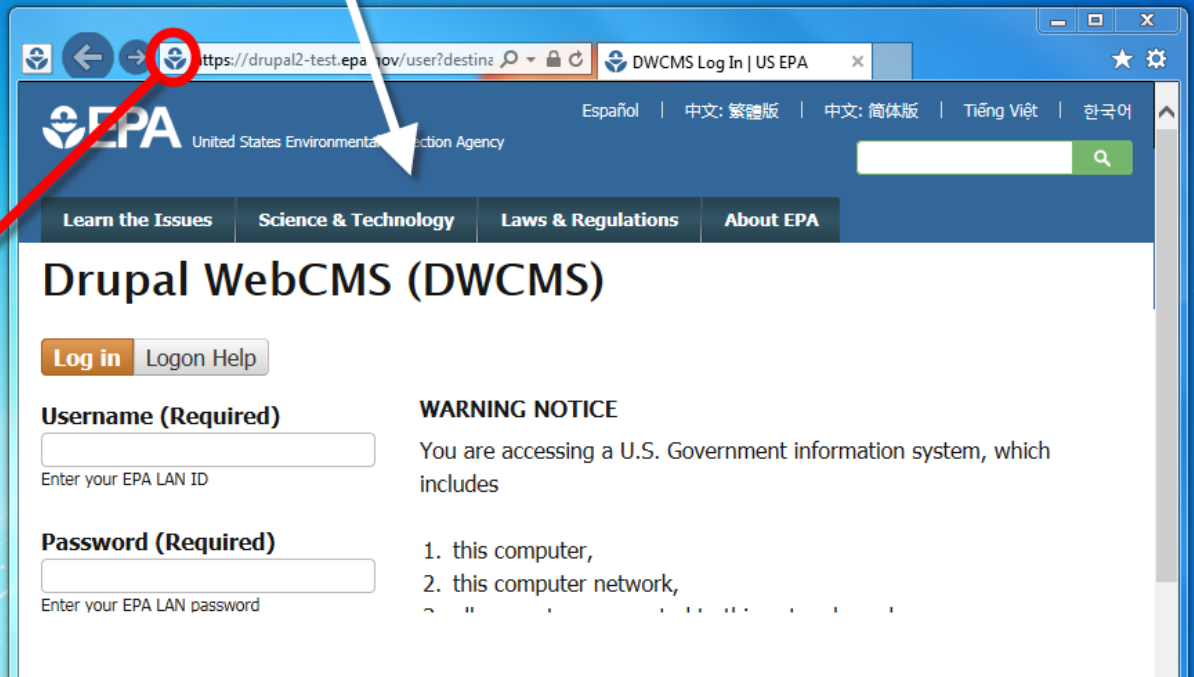 https://drupal2-test.epa.gov/user?destina
DWCMS Log In | US EPA
Español | 中文: 繁體版 | 中文: 简体版 | Tiếng Việt | 한국어
EPA United States Environmental Protection Agency
Learn the Issues Science & Technology Laws & Regulations About EPA
Drupal WebCMS (DWCMS)
Log in Logon Help
Username (Required)
Enter your EPA LAN ID
Password (Required)
Enter your EPA LAN password
WARNING NOTICE
You are accessing a U.S. Government information system, which
includes
1. this computer,
2. this computer network,